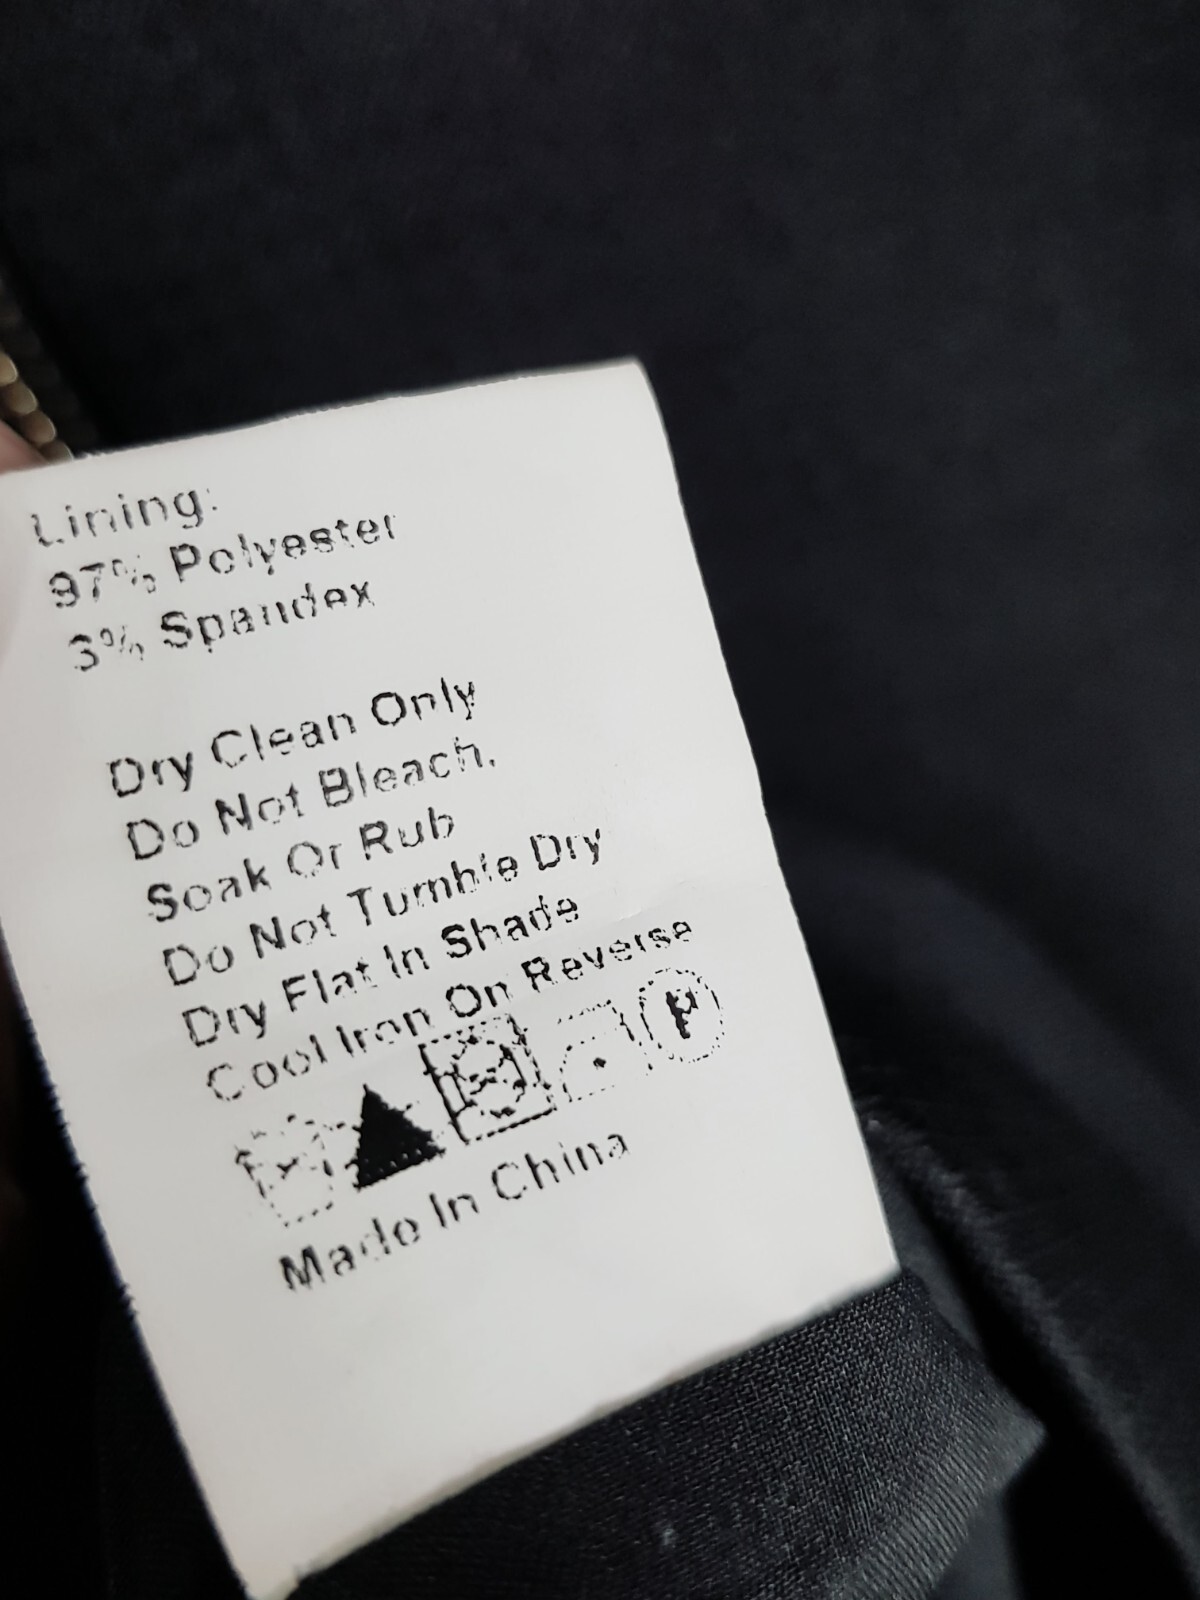 Lining:
97% Polyester
3% Spandex
Dry Clean Only
Do Not Bleach,
Soak Or Rub
Do Not Tumble Dry
Dry Flat In Shade
Cool Iron On Reverse
P
Made In China